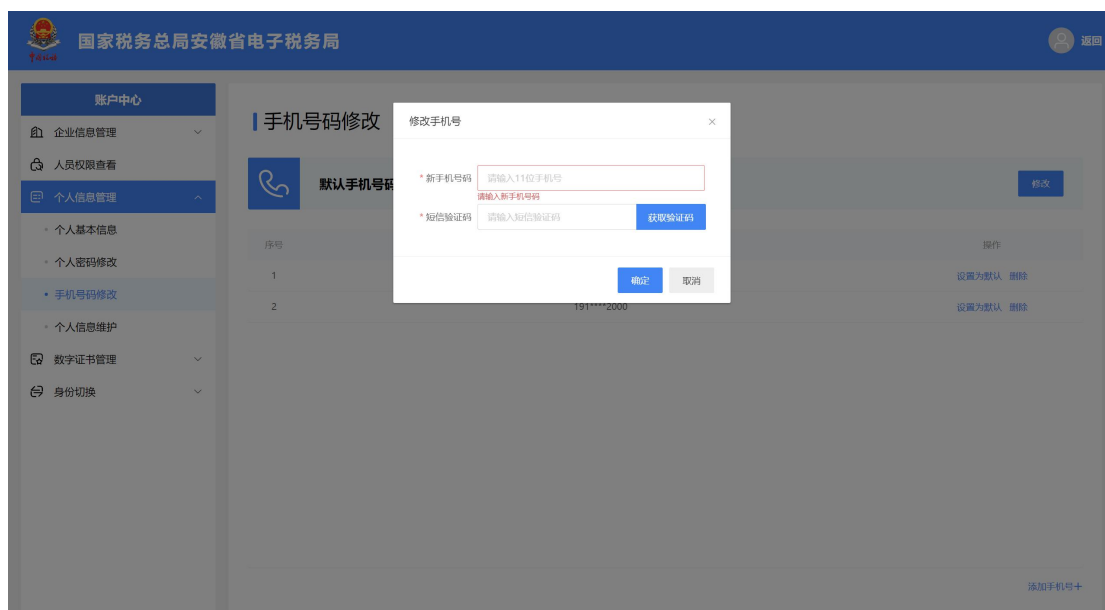 国家税务总局安徽省电子税务局
返回
账户中心
企业信息管理
人员权限查看
个人信息管理
个人基本信息
个人密码修改
手机号码修改
个人信息维护
数字证书管理
身份切换
手机号码修改
默认手机号码
修改
序号
操作
1
设置为默认 删除
2
191****2000
设置为默认 删除
添加手机号+
修改手机号
×
*新手机号码
请输入11位手机号
请输入新手机号码
*短信验证码
请输入短信验证码
获取验证码
确定
取消